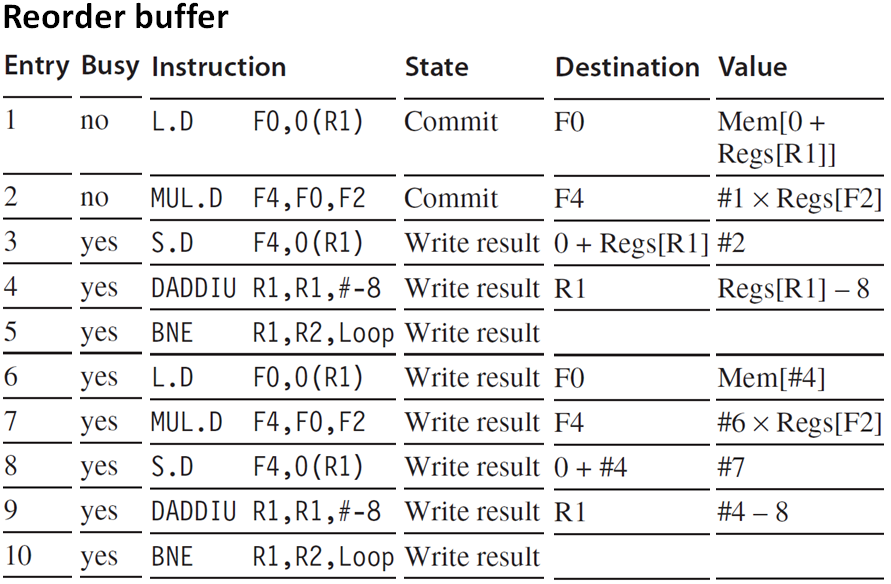 Reorder buffer
Entry Busy Instruction State Destination Value
1 no L.D F0,0(R1) Commit F0 Mem[0 +
Regs[R1]]
2 no MUL.D F4,F0,F2 Commit F4 #1 × Regs[F2]
3 yes S.D F4,0(R1) Write result 0 + Regs[R1] #2
4 yes DADDIU R1,R1,#-8 Write result R1 Regs[R1] – 8
5 yes BNE R1,R2,Loop Write result
6 yes L.D F0,0(R1) Write result F0 Mem[#4]
7 yes MUL.D F4,F0,F2 Write result F4 #6 × Regs[F2]
8 yes S.D F4,0(R1) Write result 0 + #4 #7
9 yes DADDIU R1,R1,#-8 Write result R1 #4 – 8
10 yes BNE R1,R2,Loop Write result